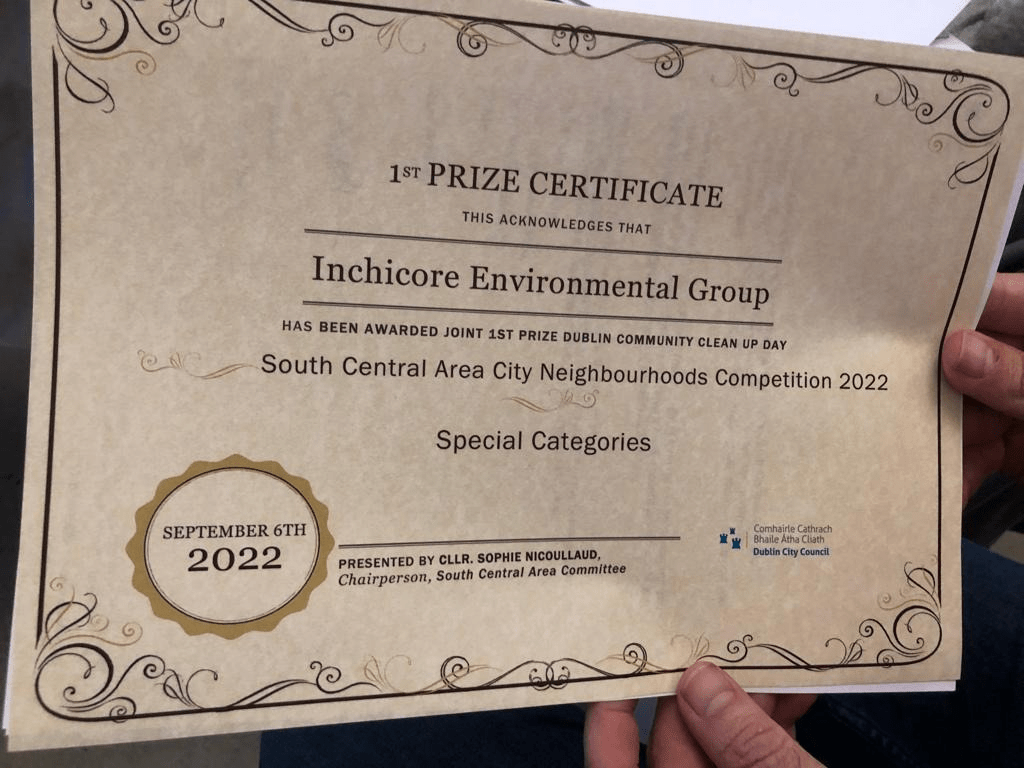 1ST PRIZE CERTIFICATE
THIS ACKNOWLEDGES THAT
Inchicore Environmental Group
HAS BEEN AWARDED JOINT 1ST PRIZE DUBLIN COMMUNITY CLEAN UP DAY
South Central Area City Neighbourhoods Competition 2022
Special Categories
SEPTEMBER 6TH
2022
PRESENTED BY CLLR. SOPHIE NICOULLAUD,
Chairperson, South Central Area Committee
Comhairle Cathrach
Bhaile Átha Cliath
Dublin City Council